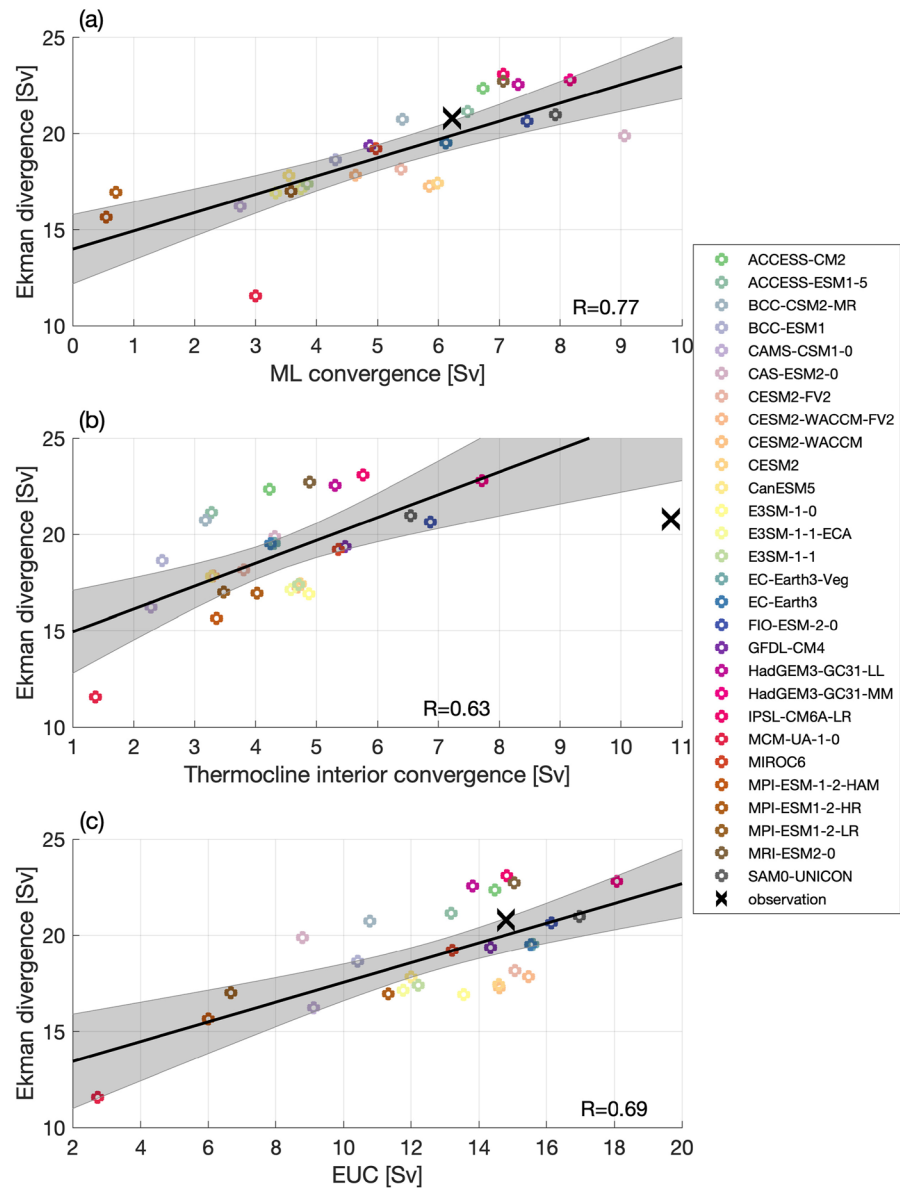 (a)
25
20
15
10
Ekman divergence [Sv]
R=0.77
0 1 2 3 4 5 6 7 8 9 10
ML convergence [Sv]
(b)
25
20
15
10
Ekman divergence [Sv]
R=0.63
1 2 3 4 5 6 7 8 9 10 11
Thermocline interior convergence [Sv]
(c)
25
20
15
10
Ekman divergence [Sv]
R=0.69
2 4 6 8 10 12 14 16 18 20
EUC [Sv]
ACCESS-CM2
ACCESS-ESM1-5
BCC-CSM2-MR
BCC-ESM1
CAMS-CSM1-0
CAS-ESM2-0
CESM2-FV2
CESM2-WACCM-FV2
CESM2-WACCM
CESM2
CanESM5
E3SM-1-0
E3SM-1-1-ECA
E3SM-1-1
EC-Earth3-Veg
EC-Earth3
FIO-ESM-2-0
GFDL-CM4
HadGEM3-GC31-LL
HadGEM3-GC31-MM
IPSL-CM6A-LR
MCM-UA-1-0
MIROC6
MPI-ESM-1-2-HAM
MPI-ESM1-2-HR
MPI-ESM1-2-LR
MRI-ESM2-0
SAM0-UNICON
observation